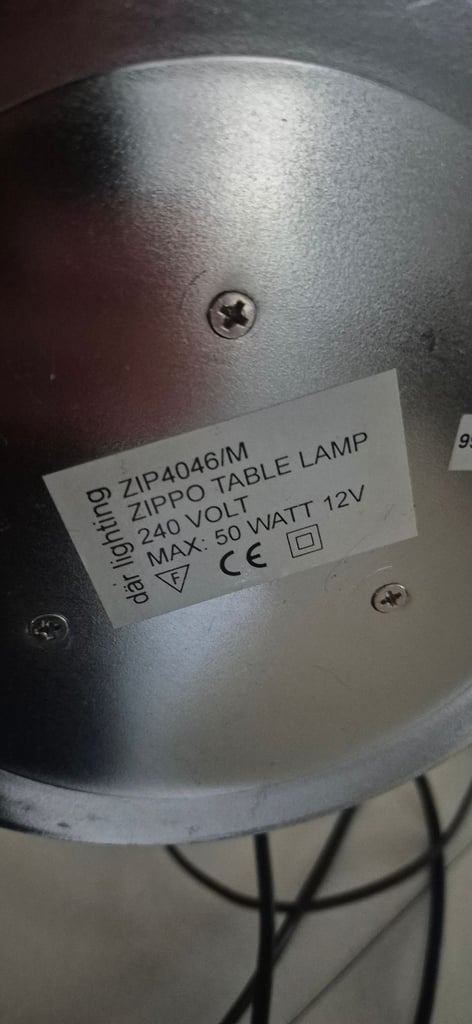 där lighting
ZIP4046/M
ZIPPO TABLE LAMP
240 VOLT
MAX: 50 WATT 12V
F CE